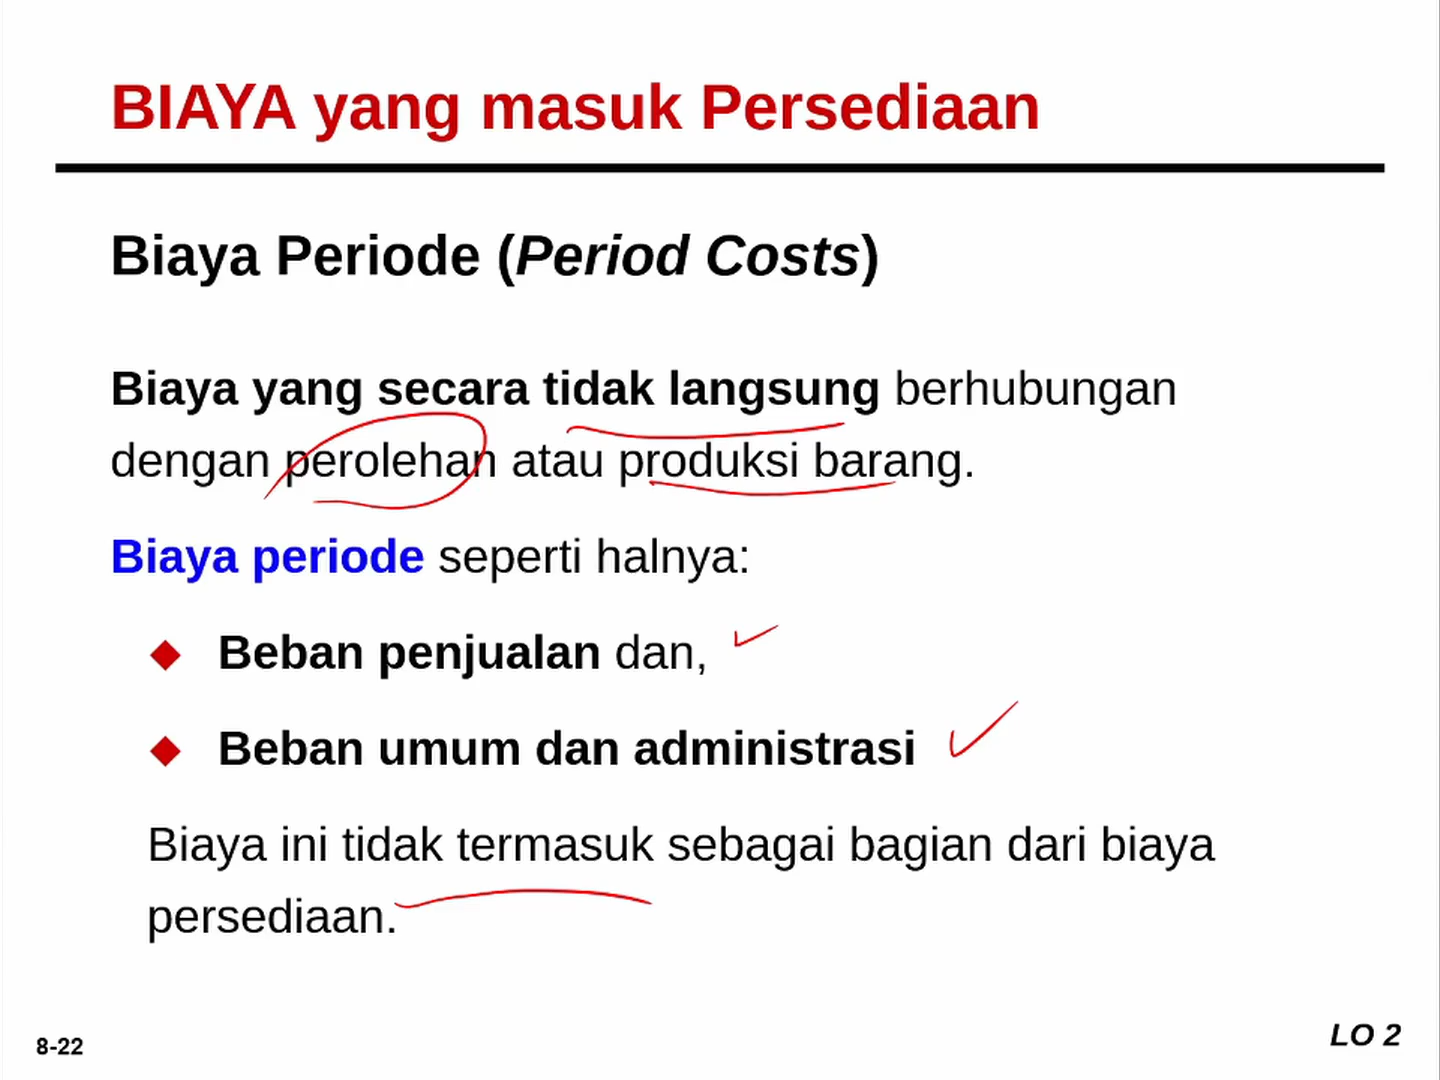 BIAYA yang masuk Persediaan
Biaya Periode (Period Costs)
Biaya yang secara tidak langsung berhubungan
dengan perolehan atau produksi barang.
Biaya periode seperti halnya:
Beban penjualan dan,
Beban umum dan administrasi
Biaya ini tidak termasuk sebagai bagian dari biaya
persediaan.
8-22
LO 2